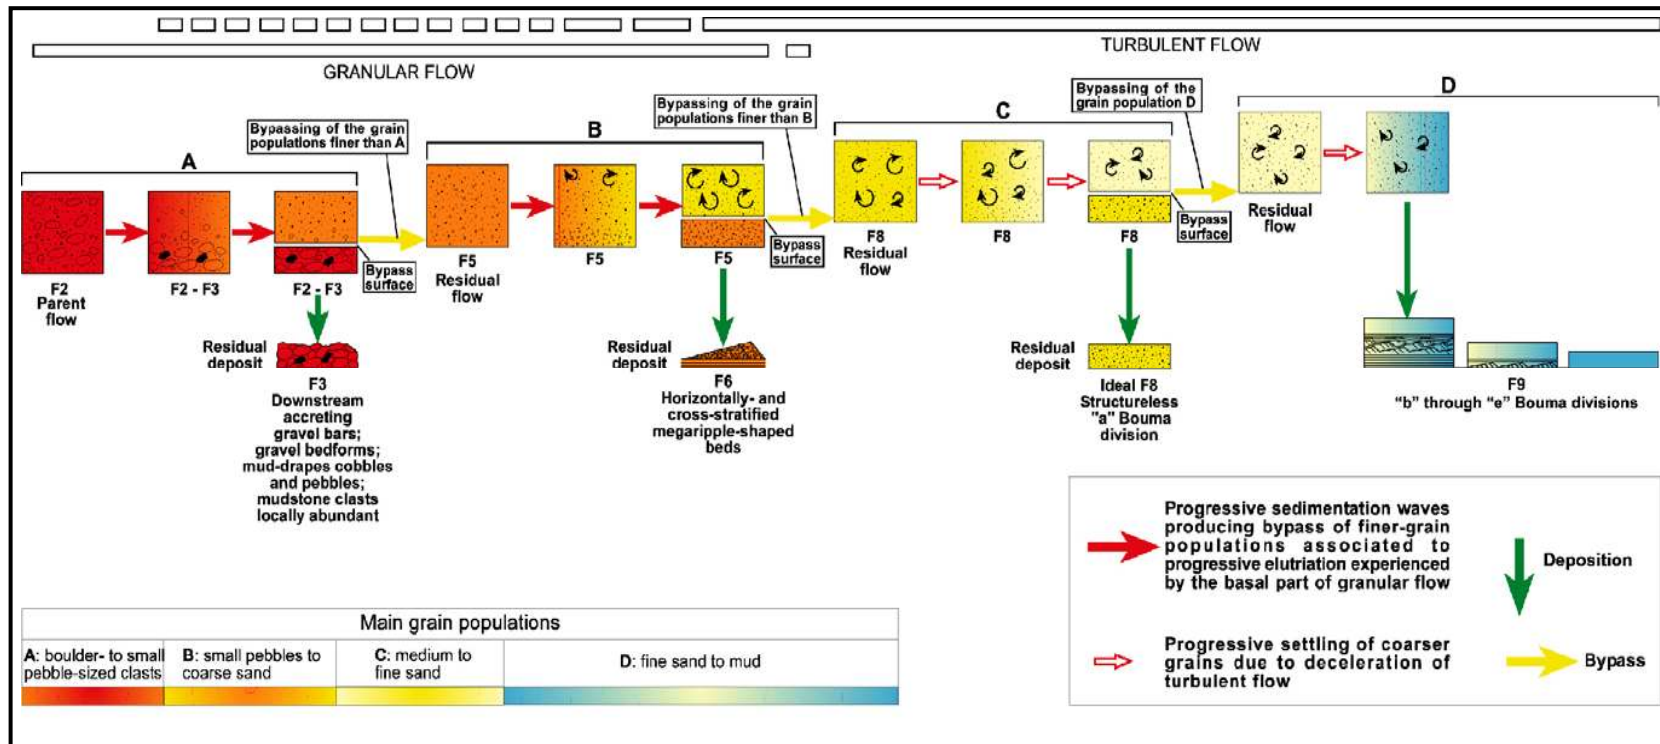 GRANULAR FLOW
TURBULENT FLOW
A
Bypassing of the grain
populations finer than A
B
Bypassing of the grain
populations finer than B
C
Bypassing of the
grain population D
D
F2
Parent
flow
F2 - F3
F2 - F3
Bypass
surface
F5
Residual
flow
F5
F5
Bypass
surface
F8
Residual
flow
F8
F8
Bypass
surface
Residual
flow
Residual
deposit
F3
Downstream
accreting
gravel bars;
gravel bedforms;
mud-drapes cobbles
and pebbles;
mudstone clasts
locally abundant
Residual
deposit
F6
Horizontally- and
cross-stratified
megaripple-shaped
beds
Residual
deposit
Ideal F8
Structureless
"a" Bouma
division
F9
"b" through "e" Bouma divisions
Progressive sedimentation waves
producing bypass of finer-grain
populations associated to
progressive elutriation experienced
by the basal part of granular flow
Deposition
Progressive settling of coarser
grains due to deceleration of
turbulent flow
Bypass
Main grain populations
A: boulder- to small
pebble-sized clasts
B: small pebbles to
coarse sand
C: medium to
fine sand
D: fine sand to mud